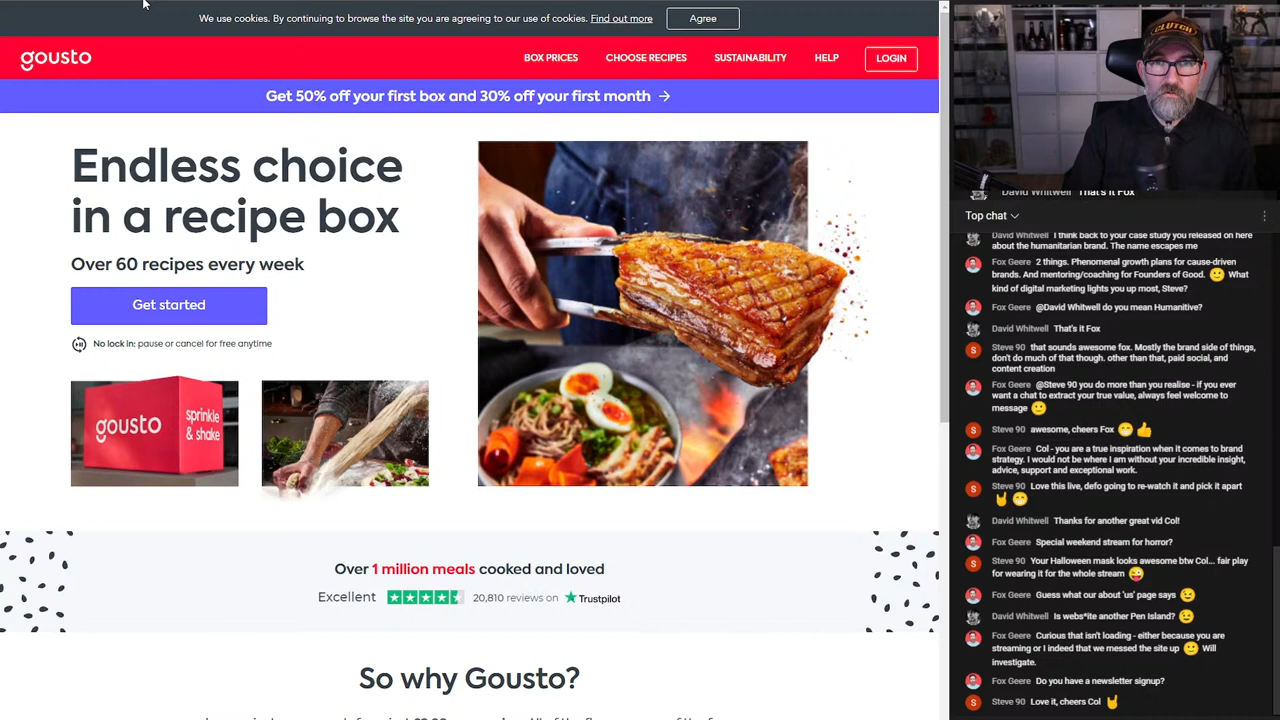 We use cookies. By continuing to browse the site you are agreeing to our use of cookies. Find out more
Agree
gousto
BOX PRICES
CHOOSE RECIPES
SUSTAINABILITY
HELP
LOGIN
Get 50% off your first box and 30% off your first month →
Endless choice
in a recipe box
Over 60 recipes every week
Get started
No lock in: pause or cancel for free anytime
gousto
sprinkle
& shake
Over 1 million meals cooked and loved
Excellent
20,810 reviews on
Trustpilot
So why Gousto?
CLUTCH
David Whitwell That's it Fox
Top chat
David Whitwell I think back to your case study you released on here
about the humanitarian brand. The name escapes me
Fox Geere 2 things. Phenomenal growth plans for cause-driven
brands. And mentoring/coaching for Founders of Good. 🙂 What
kind of digital marketing lights you up most, Steve?
Fox Geere @David Whitwell do you mean Humanitive?
David Whitwell That's it Fox
S
Steve 90 that sounds awesome fox. Mostly the brand side of things,
don't do much of that though. other than that, paid social, and
content creation
Fox Geere @Steve 90 you do more than you realise - if you ever
want a chat to extract your true value, always feel welcome to
message 🙂
S
Steve 90 awesome, cheers Fox 😁👍
Fox Geere Col - you are a true inspiration when it comes to brand
strategy. I would not be where I am without your incredible insight,
advice, support and exceptional work.
S
Steve 90 Love this live, defo going to re-watch it and pick it apart
🤘😁
David Whitwell Thanks for another great vid Col!
Fox Geere Special weekend stream for horror?
S
Steve 90 Your Halloween mask looks awesome btw Col... fair play
for wearing it for the whole stream 😜
Fox Geere Guess what our about 'us' page says 😉
David Whitwell Is webs*ite another Pen Island? 😉
Fox Geere Curious that isn't loading - either because you are
streaming or I indeed that we messed the site up 🙂 Will
investigate.
Fox Geere Do you have a newsletter signup?
S
Steve 90 Love it, cheers Col 🤘